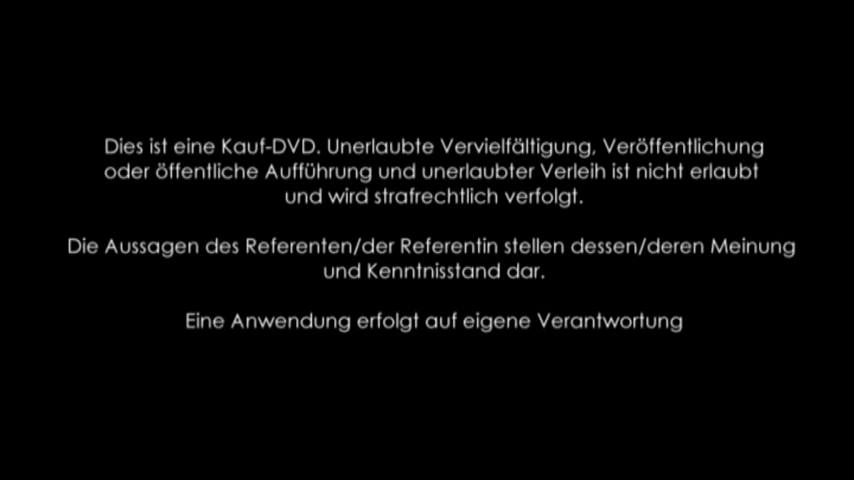 Dies ist eine Kauf-DVD. Unerlaubte Vervielfältigung, Veröffentlichung
oder öffentliche Aufführung und unerlaubter Verleih ist nicht erlaubt
und wird strafrechtlich verfolgt.
Die Aussagen des Referenten/der Referentin stellen dessen/deren Meinung
und Kenntnisstand dar.
Eine Anwendung erfolgt auf eigene Verantwortung